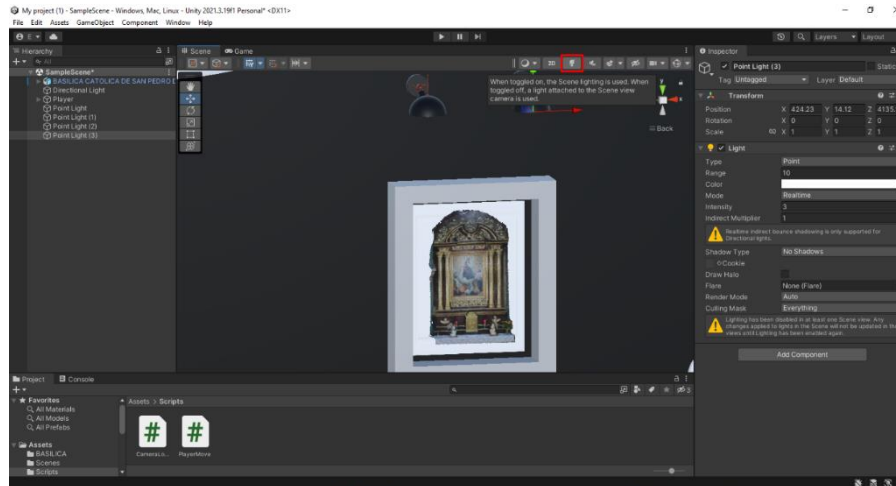 My project (1) - SampleScene - Windows, Mac, Linux - Unity 2021.3.19f1 Personal* <DX11>
File Edit Assets GameObject Component Window Help
Layers Layout
Hierarchy
All
SampleScene*
BASILICA CATOLICA DE SAN PEDRO
Directional Light
Player
Point Light
Point Light (1)
Point Light (2)
Point Light (3)
Scene Game
2D
When toggled on, the Scene lighting is used. When
toggled off, a light attached to the Scene view
camera is used.
Back
Inspector
Point Light (3) Static
Tag Untagged Layer Default
Transform
Position X 424.23 Y 14.12 Z 4135.
Rotation X 0 Y 0 Z 0
Scale X 1 Y 1 Z 1
Light
Type Point
Range 10
Color
Mode Realtime
Intensity 3
Indirect Multiplier 1
Realtime indirect bounce shadowing is only supported for
Directional lights.
Shadow Type No Shadows
Cookie
Draw Halo
Flare None (Flare)
Render Mode Auto
Culling Mask Everything
Lighting has been disabled in at least one Scene view. Any
changes applied to lights in the Scene will not be updated in the
views until Lighting has been enabled again.
Add Component
Project Console
Favorites
All Materials
All Models
All Prefabs
Assets
BASILICA
Scenes
Scripts
Assets > Scripts
CameraLo...
PlayerMove